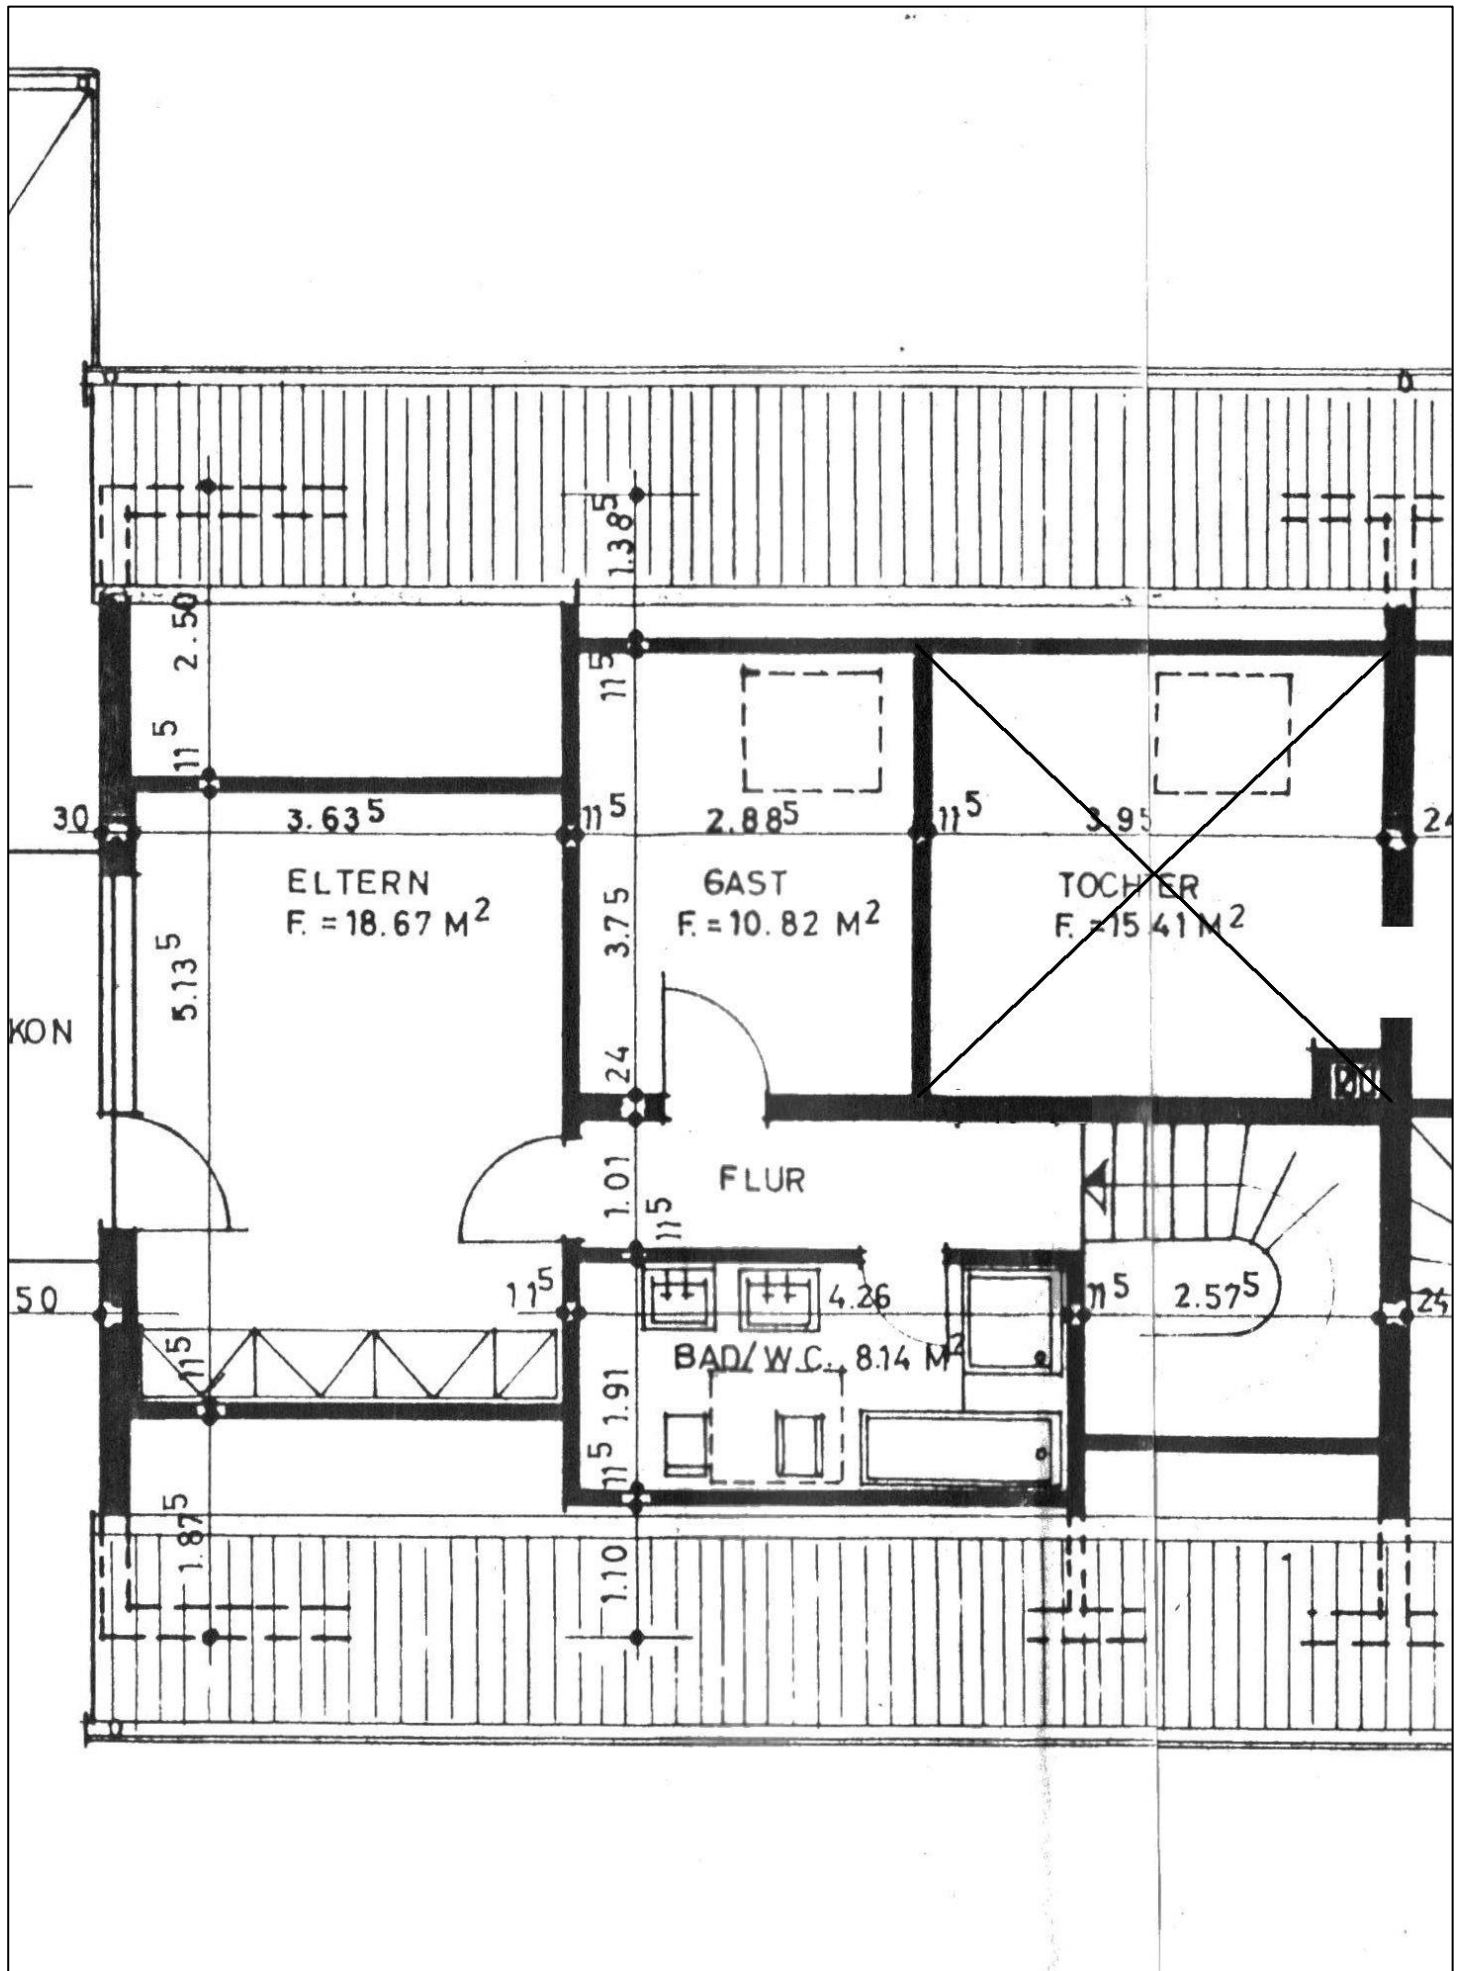 1.38⁵
2.50
11⁵
11⁵
30
3.63⁵
11⁵
2.88⁵
11⁵
24
ELTERN
F. = 18.67 M²
GAST
F. = 10.82 M²
TOCHTER
F. = 15.41 M²
3.75
5.13⁵
KON
24
FLUR
1.01
11⁵
50
11⁵
4.26
11⁵
2.57⁵
24
BAD/W.C. 8.14 M²
11⁵
1.91
11⁵
1.87⁵
1.10